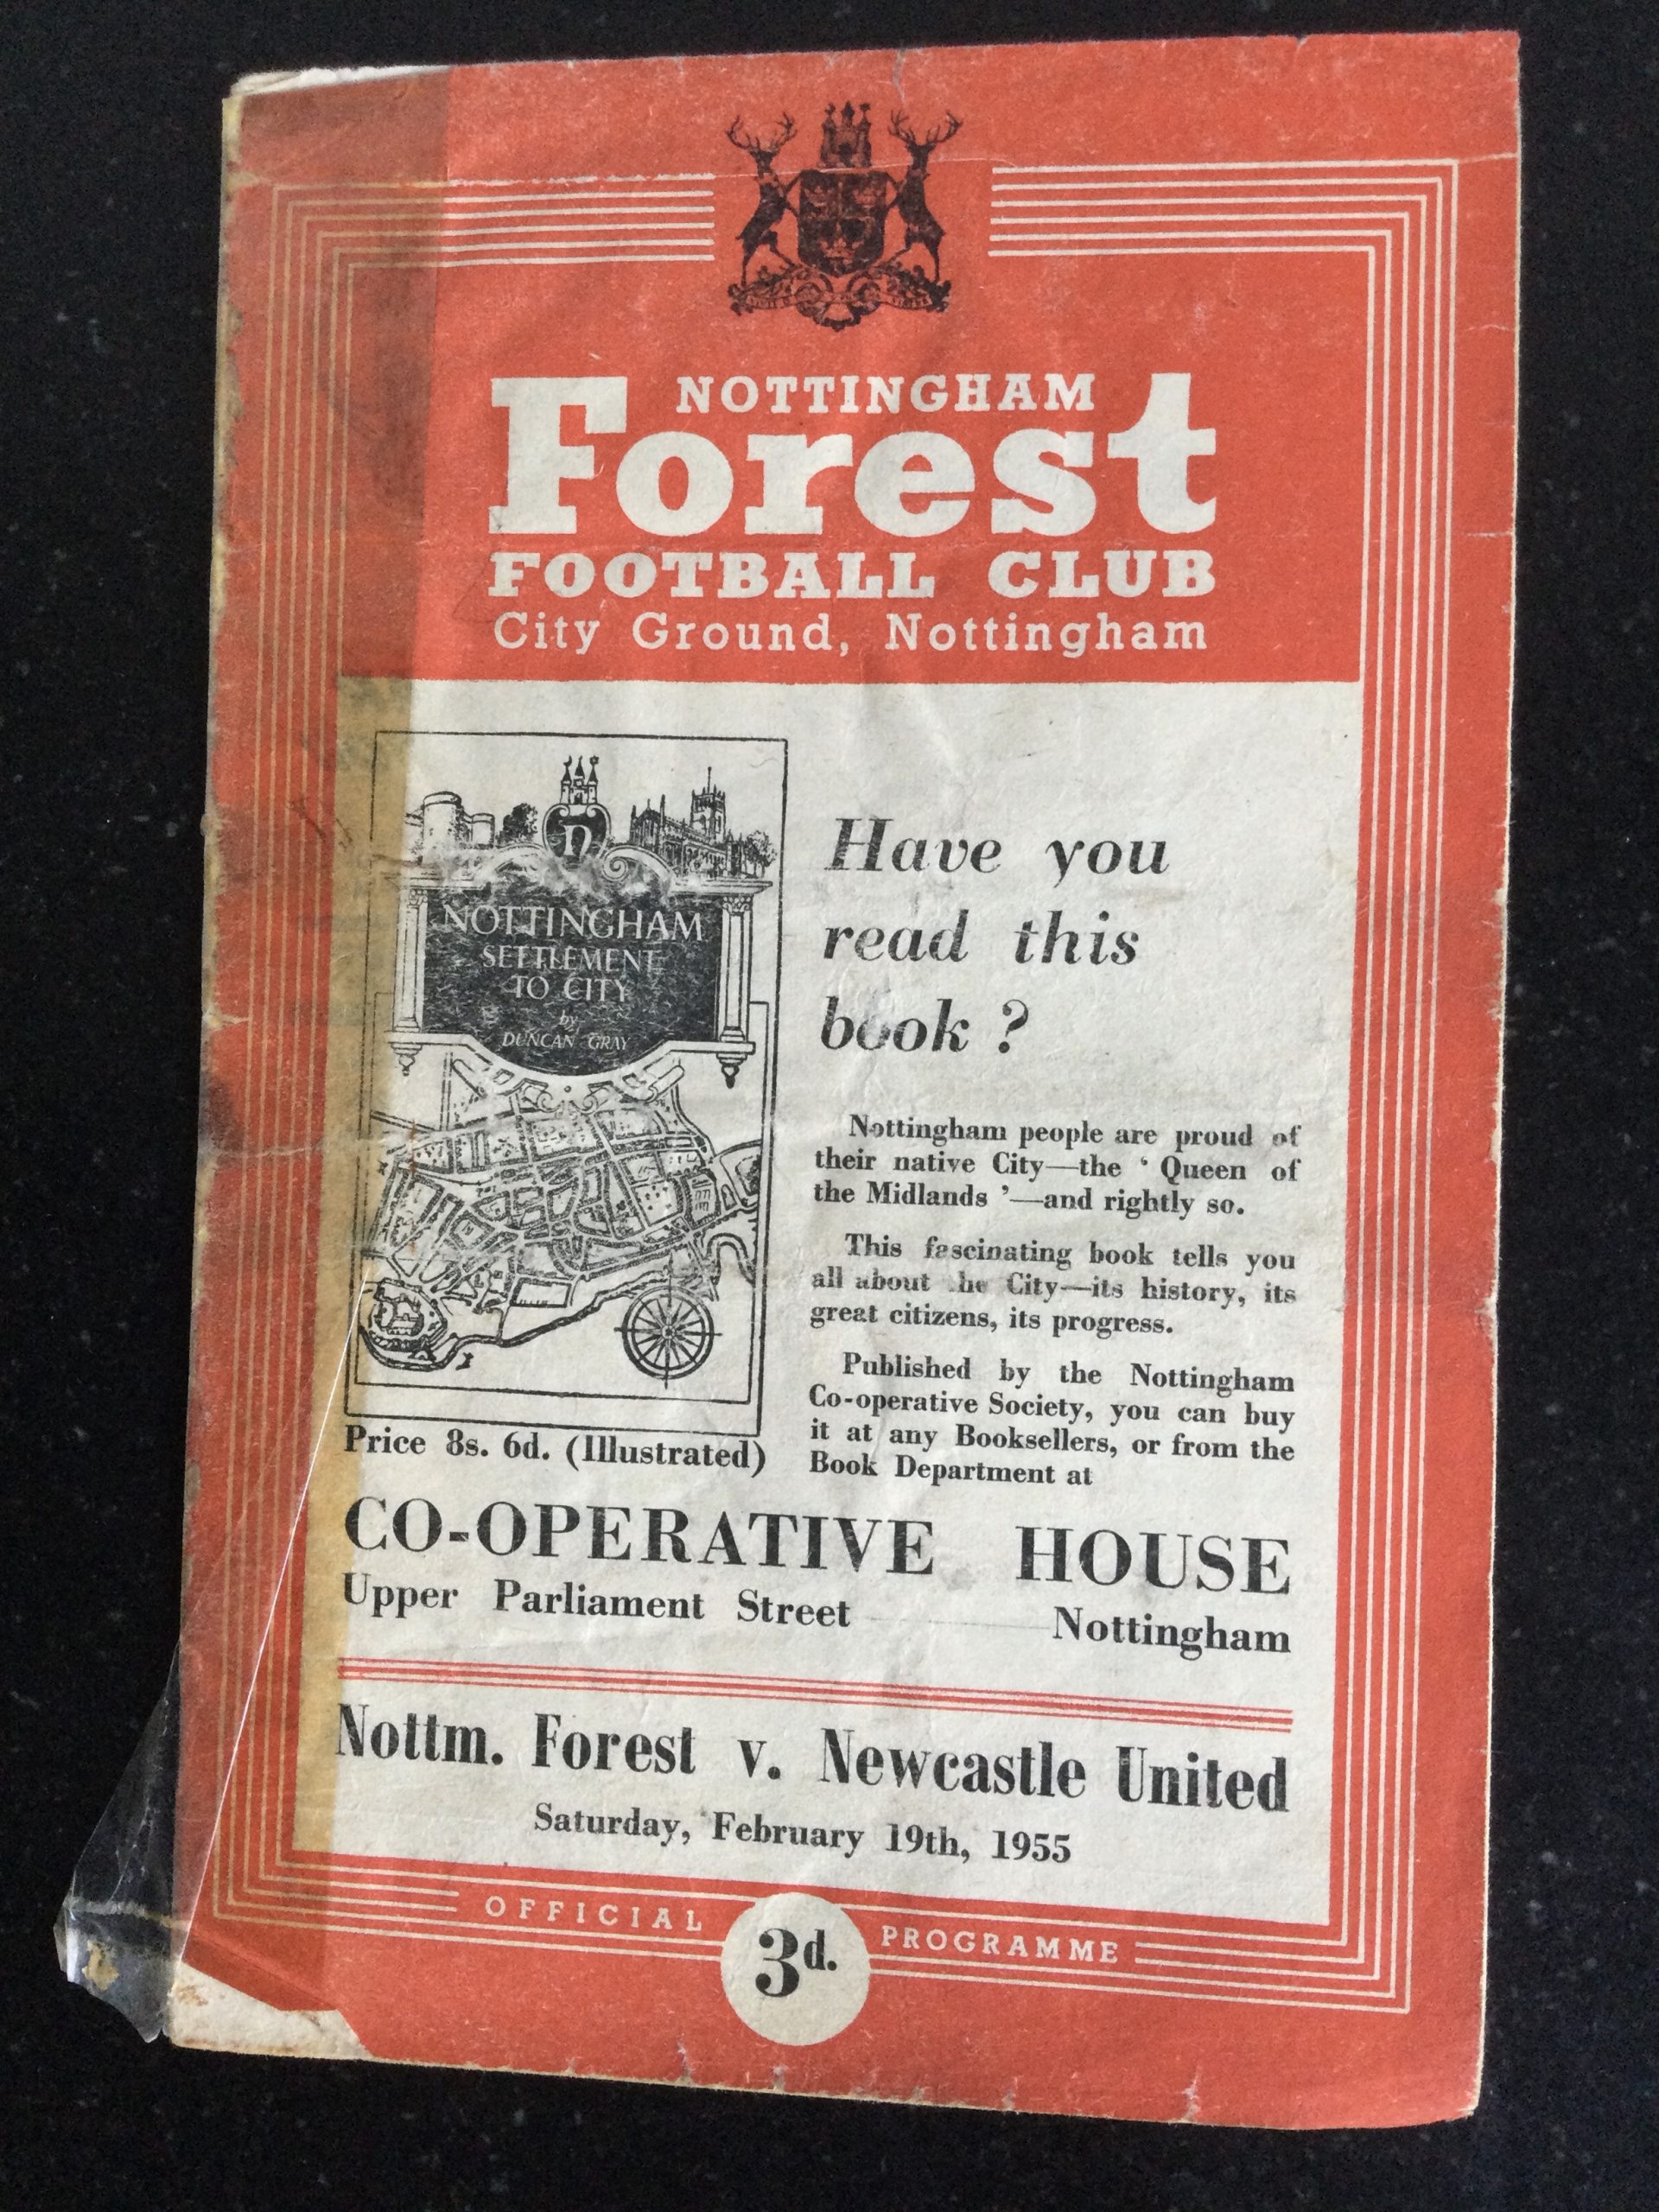 NOTTINGHAM
Forest
FOOTBALL CLUB
City Ground, Nottingham
n
NOTTINGHAM
SETTLEMENT
TO CITY
by
DUNCAN GRAY
Price 8s. 6d. (Illustrated)
Have you
read this
book ?
Nottingham people are proud of
their native City—the ‘ Queen of
the Midlands ’—and rightly so.
This fascinating book tells you
all about he City—its history, its
great citizens, its progress.
Published by the Nottingham
Co-operative Society, you can buy
it at any Booksellers, or from the
Book Department at
CO-OPERATIVE HOUSE
Upper Parliament Street Nottingham
Nottm. Forest v. Newcastle United
Saturday, February 19th, 1955
OFFICIAL 3d. PROGRAMME